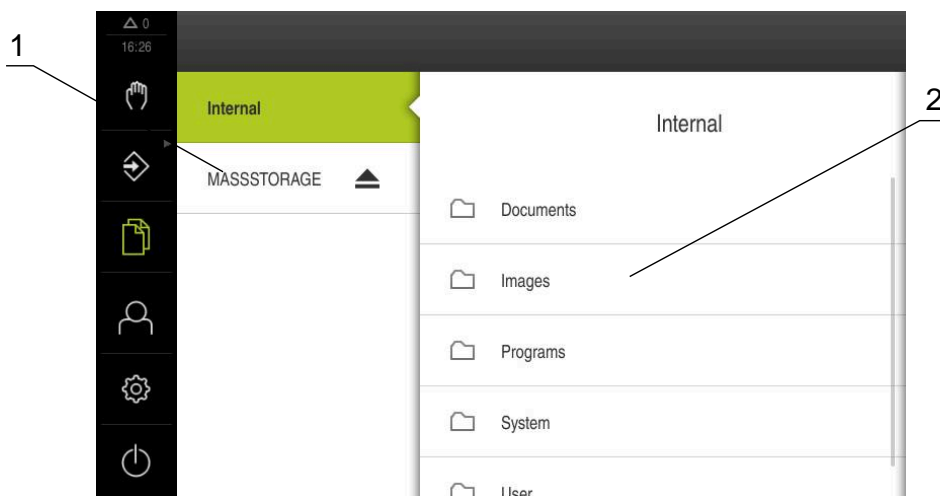 1
0
16:26
Internal
MASSSTORAGE
Internal
2
Documents
Images
Programs
System
User